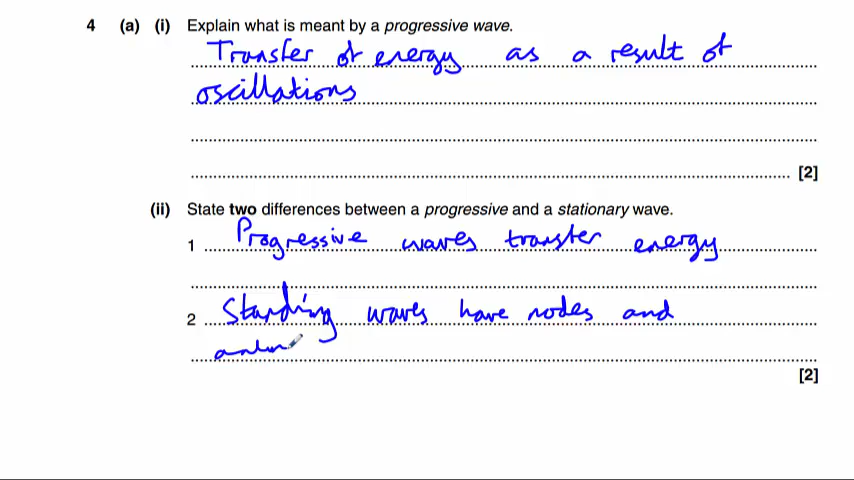 4 (a) (i) Explain what is meant by a progressive wave.
Transfer of energy as a result of
oscillations
[2]
(ii) State two differences between a progressive and a stationary wave.
1 Progressive waves transfer energy
2 Standing waves have nodes and
[2]